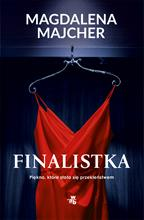 MAGDALENA
MAJCHER
FINALISTKA
Piękno, które stało się przekleństwem